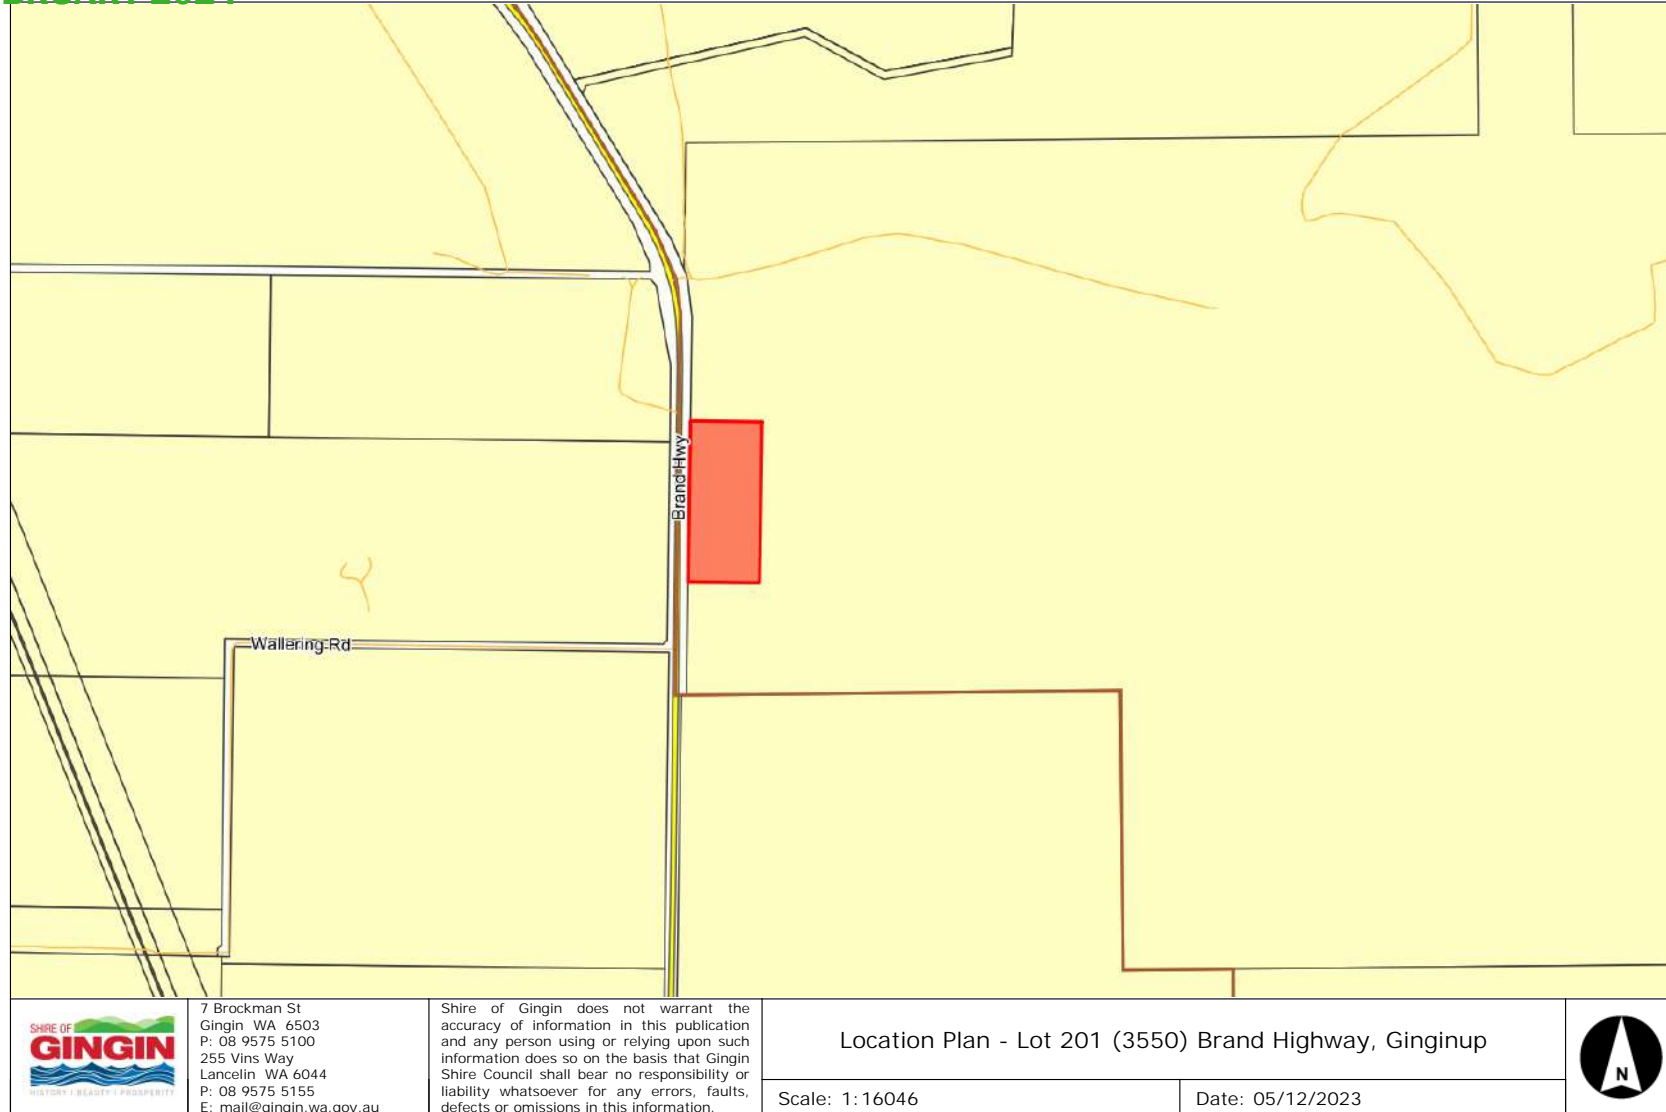 Brand Hwy
Wallering Rd
SHIRE OF
GINGIN
HISTORY | BEAUTY | PROSPERITY
7 Brockman St
Gingin WA 6503
P: 08 9575 5100
255 Vins Way
Lancelin WA 6044
P: 08 9575 5155
E: mail@gingin.wa.gov.au
Shire of Gingin does not warrant the
accuracy of information in this publication
and any person using or relying upon such
information does so on the basis that Gingin
Shire Council shall bear no responsibility or
liability whatsoever for any errors, faults,
defects or omissions in this information.
Location Plan - Lot 201 (3550) Brand Highway, Ginginup
Scale: 1:16046
Date: 05/12/2023
N